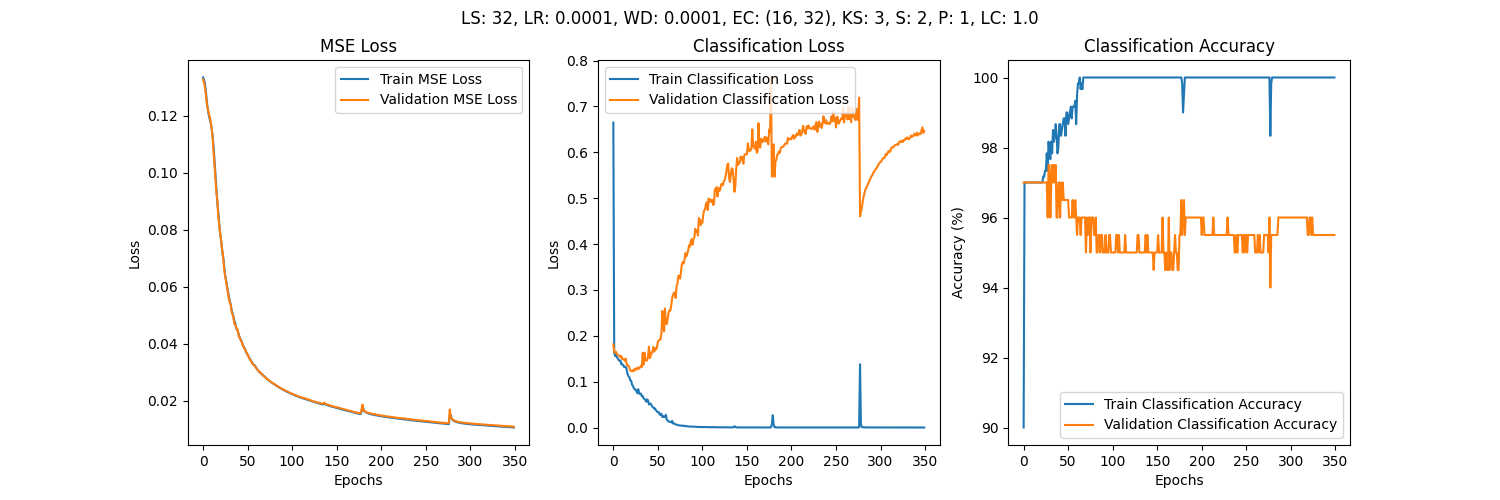 LS: 32, LR: 0.0001, WD: 0.0001, EC: (16, 32), KS: 3, S: 2, P: 1, LC: 1.0
MSE Loss
Train MSE Loss
Validation MSE Loss
0.12
0.10
0.08
0.06
0.04
0.02
Loss
0 50 100 150 200 250 300 350
Epochs
Classification Loss
Train Classification Loss
Validation Classification Loss
0.8
0.7
0.6
0.5
0.4
0.3
0.2
0.1
0.0
Loss
0 50 100 150 200 250 300 350
Epochs
Classification Accuracy
100
98
96
94
92
90
Accuracy (%)
Train Classification Accuracy
Validation Classification Accuracy
0 50 100 150 200 250 300 350
Epochs